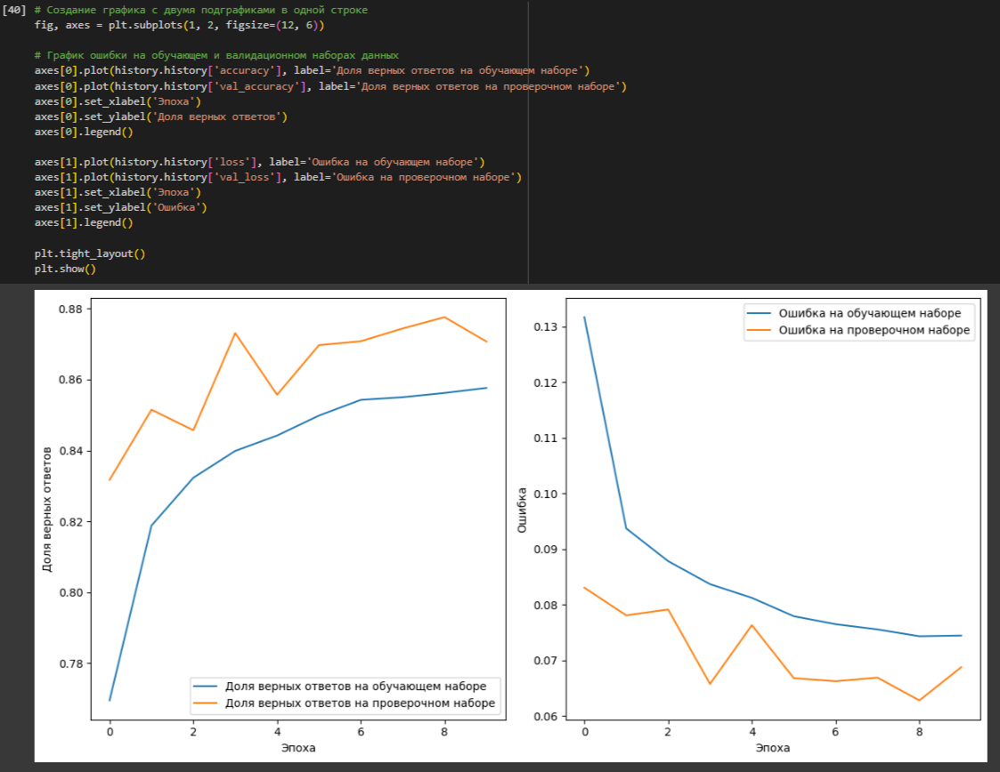 [40] # Создание графика с двумя подграфиками в одной строке
fig, axes = plt.subplots(1, 2, figsize=(12, 6))
# График ошибки на обучающем и валидационном наборах данных
axes[0].plot(history.history['accuracy'], label='Доля верных ответов на обучающем наборе')
axes[0].plot(history.history['val_accuracy'], label='Доля верных ответов на проверочном наборе')
axes[0].set_xlabel('Эпоха')
axes[0].set_ylabel('Доля верных ответов')
axes[0].legend()
axes[1].plot(history.history['loss'], label='Ошибка на обучающем наборе')
axes[1].plot(history.history['val_loss'], label='Ошибка на проверочном наборе')
axes[1].set_xlabel('Эпоха')
axes[1].set_ylabel('Ошибка')
axes[1].legend()
plt.tight_layout()
plt.show()
0.88
0.86
0.84
0.82
0.80
0.78
Доля верных ответов
Доля верных ответов на обучающем наборе
Доля верных ответов на проверочном наборе
0 2 4 6 8
Эпоха
Ошибка на обучающем наборе
Ошибка на проверочном наборе
0.13
0.12
0.11
0.10
0.09
0.08
0.07
0.06
Ошибка
0 2 4 6 8
Эпоха